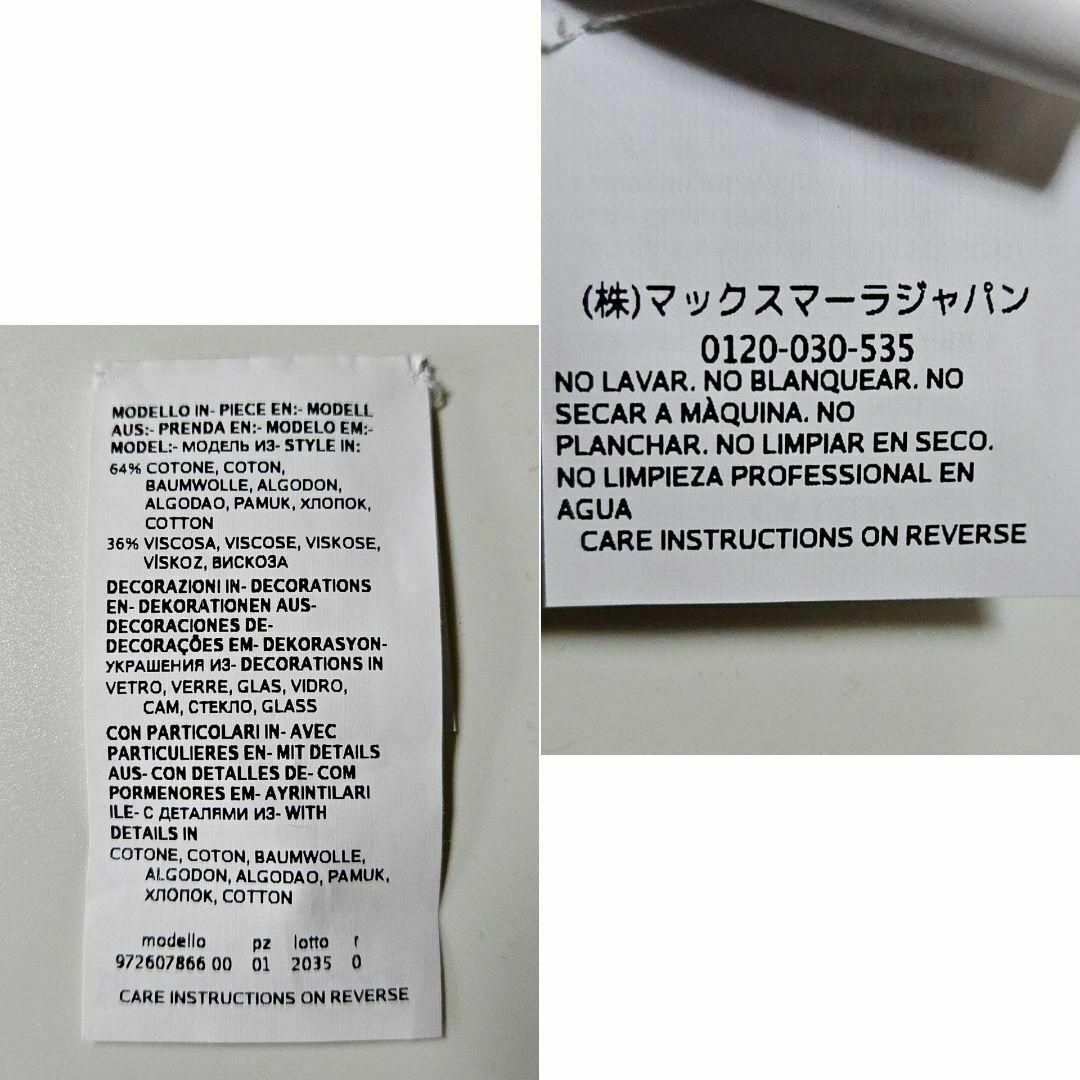 MODELLO IN- PIECE EN:- MODELL
AUS:- PRENDA EN:- MODELO EM:-
MODEL:- МОДЕЛЬ ИЗ- STYLE IN:
64% COTONE, COTON,
BAUMWOLLE, ALGODON,
ALGODAO, PAMUK, ХЛОПОК,
COTTON
36% VISCOSA, VISCOSE, VISKOSE,
VİSKOZ, ВИСКОЗА
DECORAZIONI IN- DECORATIONS
EN- DEKORATIONEN AUS-
DECORACIONES DE-
DECORAÇÕES EM- DEKORASYON-
УКРАШЕНИЯ ИЗ- DECORATIONS IN
VETRO, VERRE, GLAS, VIDRO,
CAM, СТЕКЛО, GLASS
CON PARTICOLARI IN- AVEC
PARTICULIERES EN- MIT DETAILS
AUS- CON DETALLES DE- COM
PORMENORES EM- AYRINTILARI
ILE- С ДЕТАЛЯМИ ИЗ- WITH
DETAILS IN
COTONE, COTON, BAUMWOLLE,
ALGODON, ALGODAO, PAMUK,
ХЛОПОК, COTTON
modello pz lotto r
972607866 00 01 2035 0
CARE INSTRUCTIONS ON REVERSE
(株)マックスマーラジャパン
0120-030-535
NO LAVAR. NO BLANQUEAR. NO
SECAR A MÀQUINA. NO
PLANCHAR. NO LIMPIAR EN SECO.
NO LIMPIEZA PROFESSIONAL EN
AGUA
CARE INSTRUCTIONS ON REVERSE